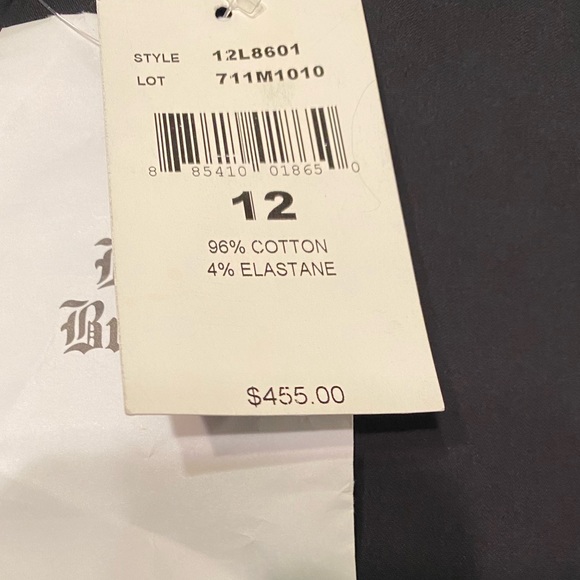 STYLE 12L8601
LOT 711M1010
8 85410 01865 0
12
96% COTTON
4% ELASTANE
$455.00